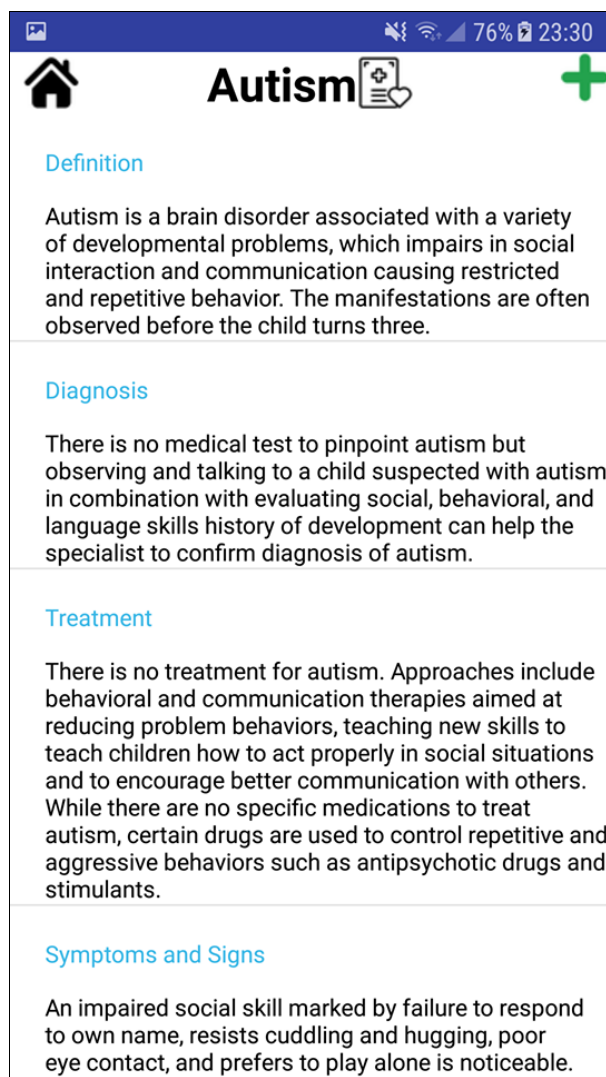 76% 23:30
Autism
Definition
Autism is a brain disorder associated with a variety
of developmental problems, which impairs in social
interaction and communication causing restricted
and repetitive behavior. The manifestations are often
observed before the child turns three.
Diagnosis
There is no medical test to pinpoint autism but
observing and talking to a child suspected with autism
in combination with evaluating social, behavioral, and
language skills history of development can help the
specialist to confirm diagnosis of autism.
Treatment
There is no treatment for autism. Approaches include
behavioral and communication therapies aimed at
reducing problem behaviors, teaching new skills to
teach children how to act properly in social situations
and to encourage better communication with others.
While there are no specific medications to treat
autism, certain drugs are used to control repetitive and
aggressive behaviors such as antipsychotic drugs and
stimulants.
Symptoms and Signs
An impaired social skill marked by failure to respond
to own name, resists cuddling and hugging, poor
eye contact, and prefers to play alone is noticeable.